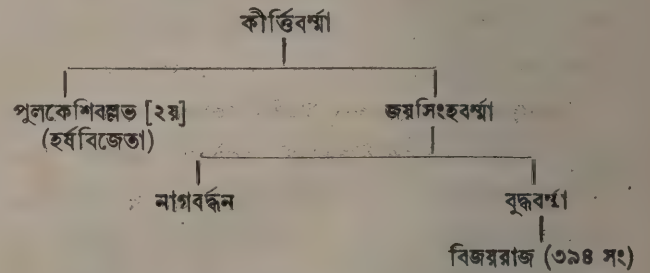 কীর্ত্তিবর্ম্মা
পুলকেশিবল্লভ [২য়] জয়সিংহবর্ম্মা
(হর্ষবিজেতা)
নাগবর্দ্ধন বুদ্ধবর্ম্মা
বিজয়রাজ (৩৯৪ সং)